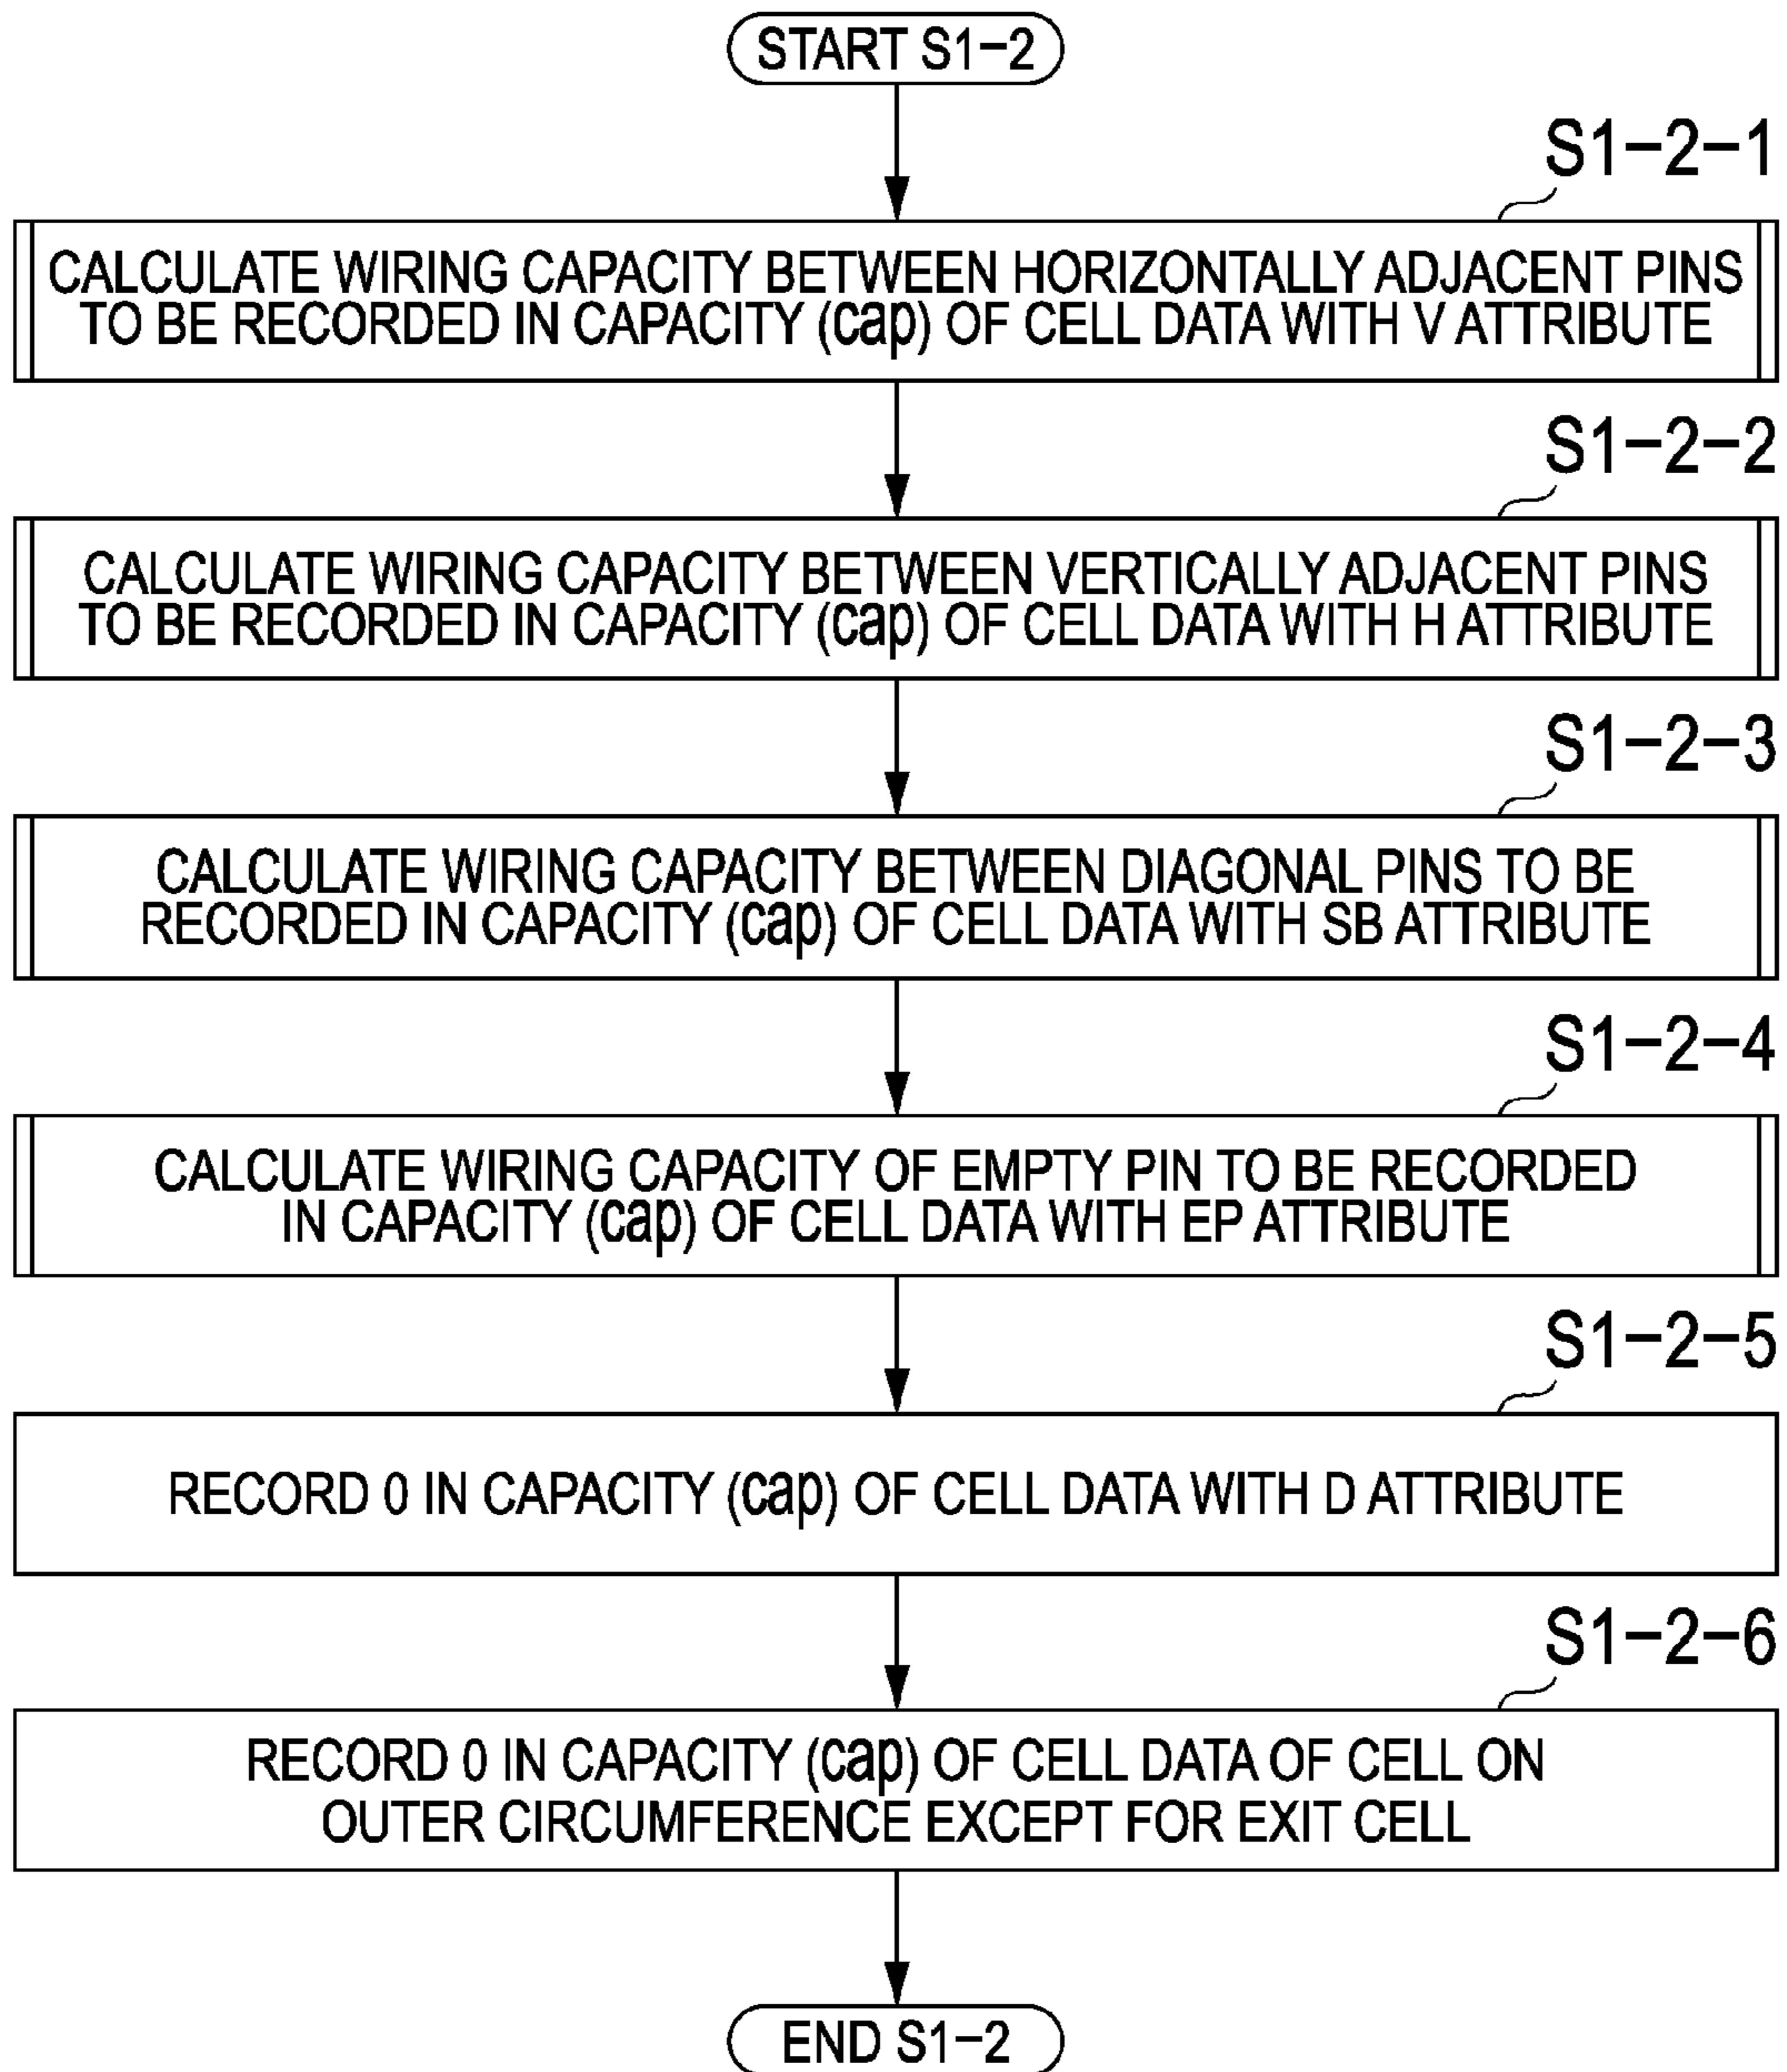 START S1-2
S1-2-1
CALCULATE WIRING CAPACITY BETWEEN HORIZONTALLY ADJACENT PINS
TO BE RECORDED IN CAPACITY (cap) OF CELL DATA WITH V ATTRIBUTE
S1-2-2
CALCULATE WIRING CAPACITY BETWEEN VERTICALLY ADJACENT PINS
TO BE RECORDED IN CAPACITY (cap) OF CELL DATA WITH H ATTRIBUTE
S1-2-3
CALCULATE WIRING CAPACITY BETWEEN DIAGONAL PINS TO BE
RECORDED IN CAPACITY (cap) OF CELL DATA WITH SB ATTRIBUTE
S1-2-4
CALCULATE WIRING CAPACITY OF EMPTY PIN TO BE RECORDED
IN CAPACITY (cap) OF CELL DATA WITH EP ATTRIBUTE
S1-2-5
RECORD 0 IN CAPACITY (cap) OF CELL DATA WITH D ATTRIBUTE
S1-2-6
RECORD 0 IN CAPACITY (cap) OF CELL DATA OF CELL ON
OUTER CIRCUMFERENCE EXCEPT FOR EXIT CELL
END S1-2